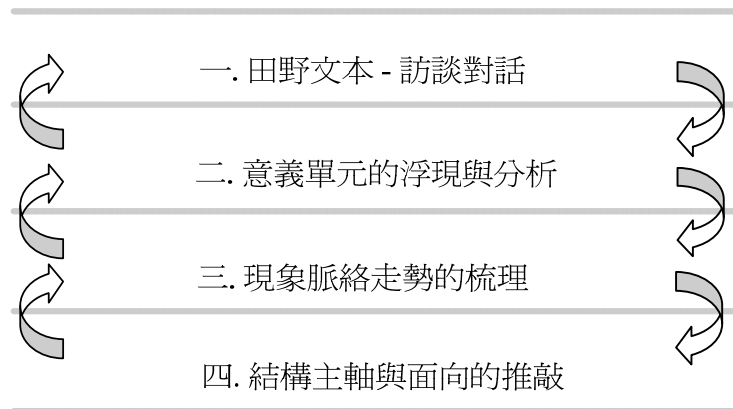 一. 田野文本 - 訪談對話
二. 意義單元的浮現與分析
三. 現象脈絡走勢的梳理
四. 結構主軸與面向的推敲